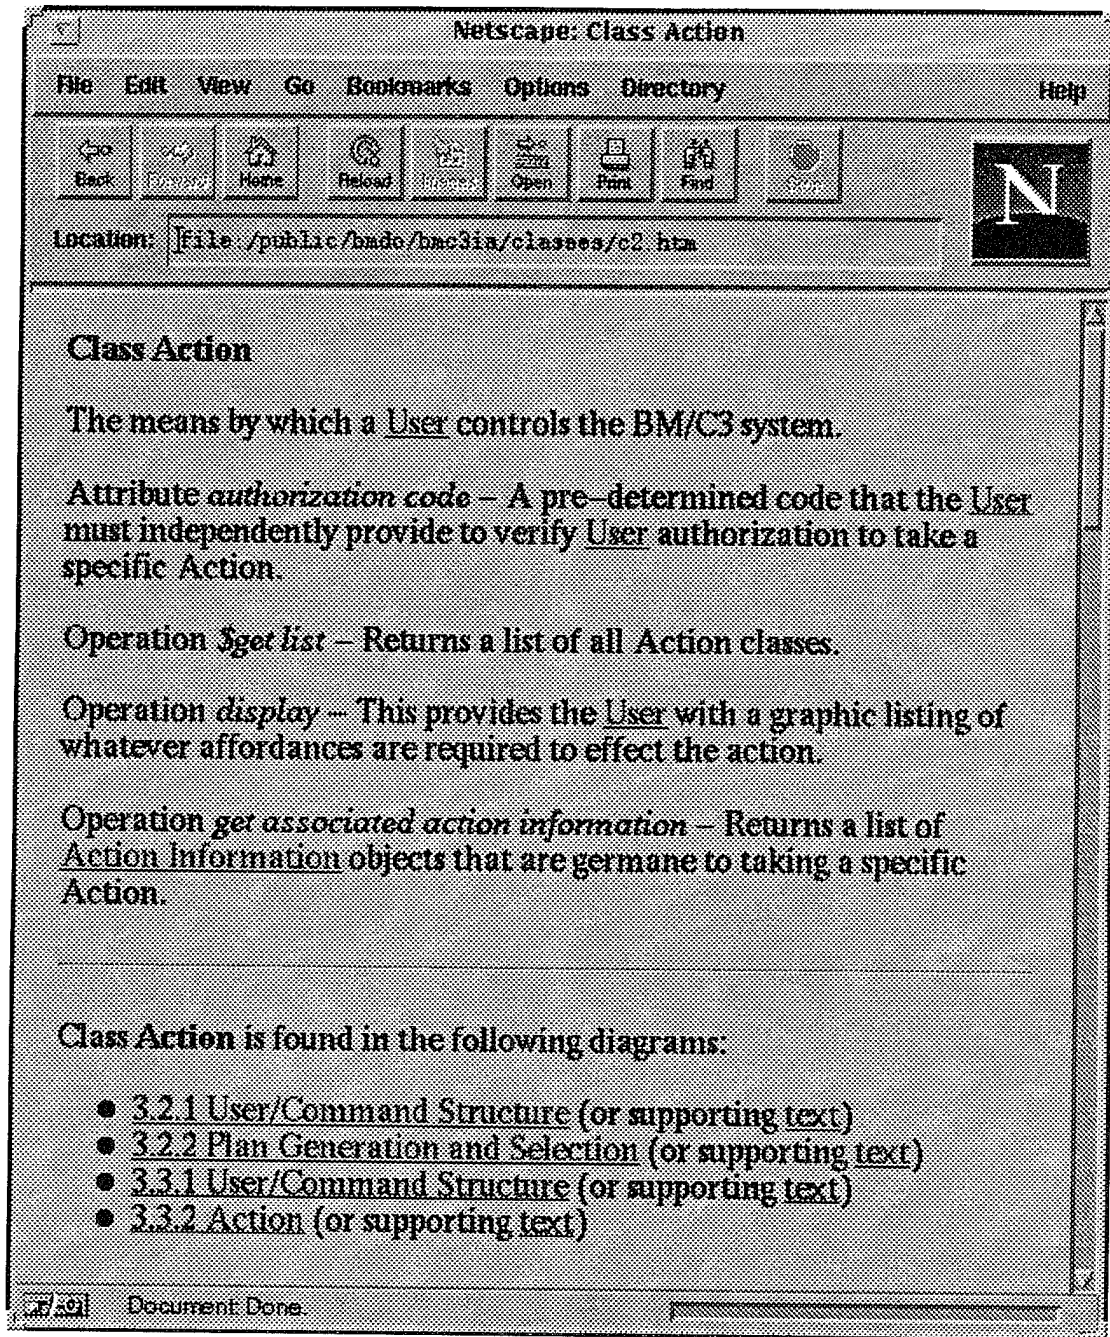 Netscape: Class Action
File Edit View Go Bookmarks Options Directory Help
Back Forward Home Reload Images Open Print Find Stop
N
Location: file:/public/bmdo/bmc3ia/classes/c2.htm
Class Action
The means by which a User controls the BM/C3 system.
Attribute authorization code – A pre–determined code that the User
must independently provide to verify User authorization to take a
specific Action.
Operation $get list – Returns a list of all Action classes.
Operation display – This provides the User with a graphic listing of
whatever affordances are required to effect the action.
Operation get associated action information – Returns a list of
Action Information objects that are germane to taking a specific
Action.
Class Action is found in the following diagrams:
● 3.2.1 User/Command Structure (or supporting text)
● 3.2.2 Plan Generation and Selection (or supporting text)
● 3.3.1 User/Command Structure (or supporting text)
● 3.3.2 Action (or supporting text)
Document: Done.